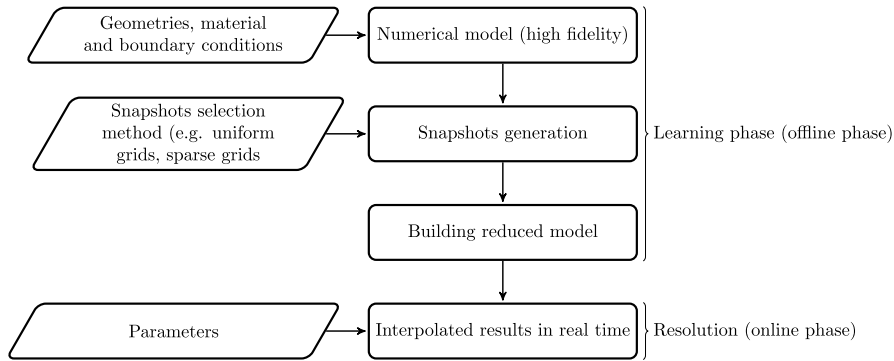 Geometries, material
and boundary conditions
Numerical model (high fidelity)
Snapshots selection
method (e.g. uniform
grids, sparse grids
Snapshots generation
Learning phase (offline phase)
Building reduced model
Parameters
Interpolated results in real time
Resolution (online phase)